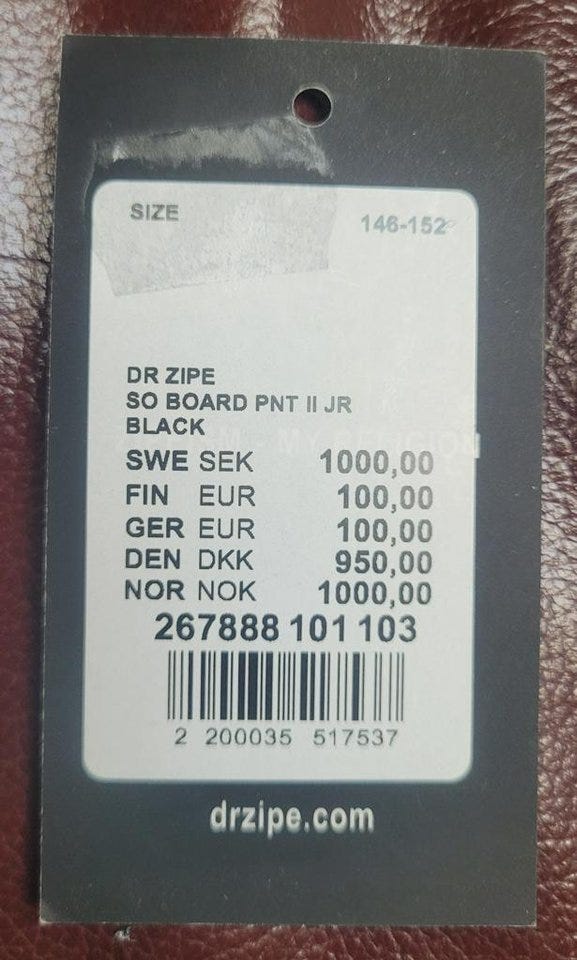 SIZE 146-152
DR ZIPE
SO BOARD PNT II JR
BLACK
SWE SEK 1000,00
FIN EUR 100,00
GER EUR 100,00
DEN DKK 950,00
NOR NOK 1000,00
267888 101 103
2 200035 517537
drzipe.com